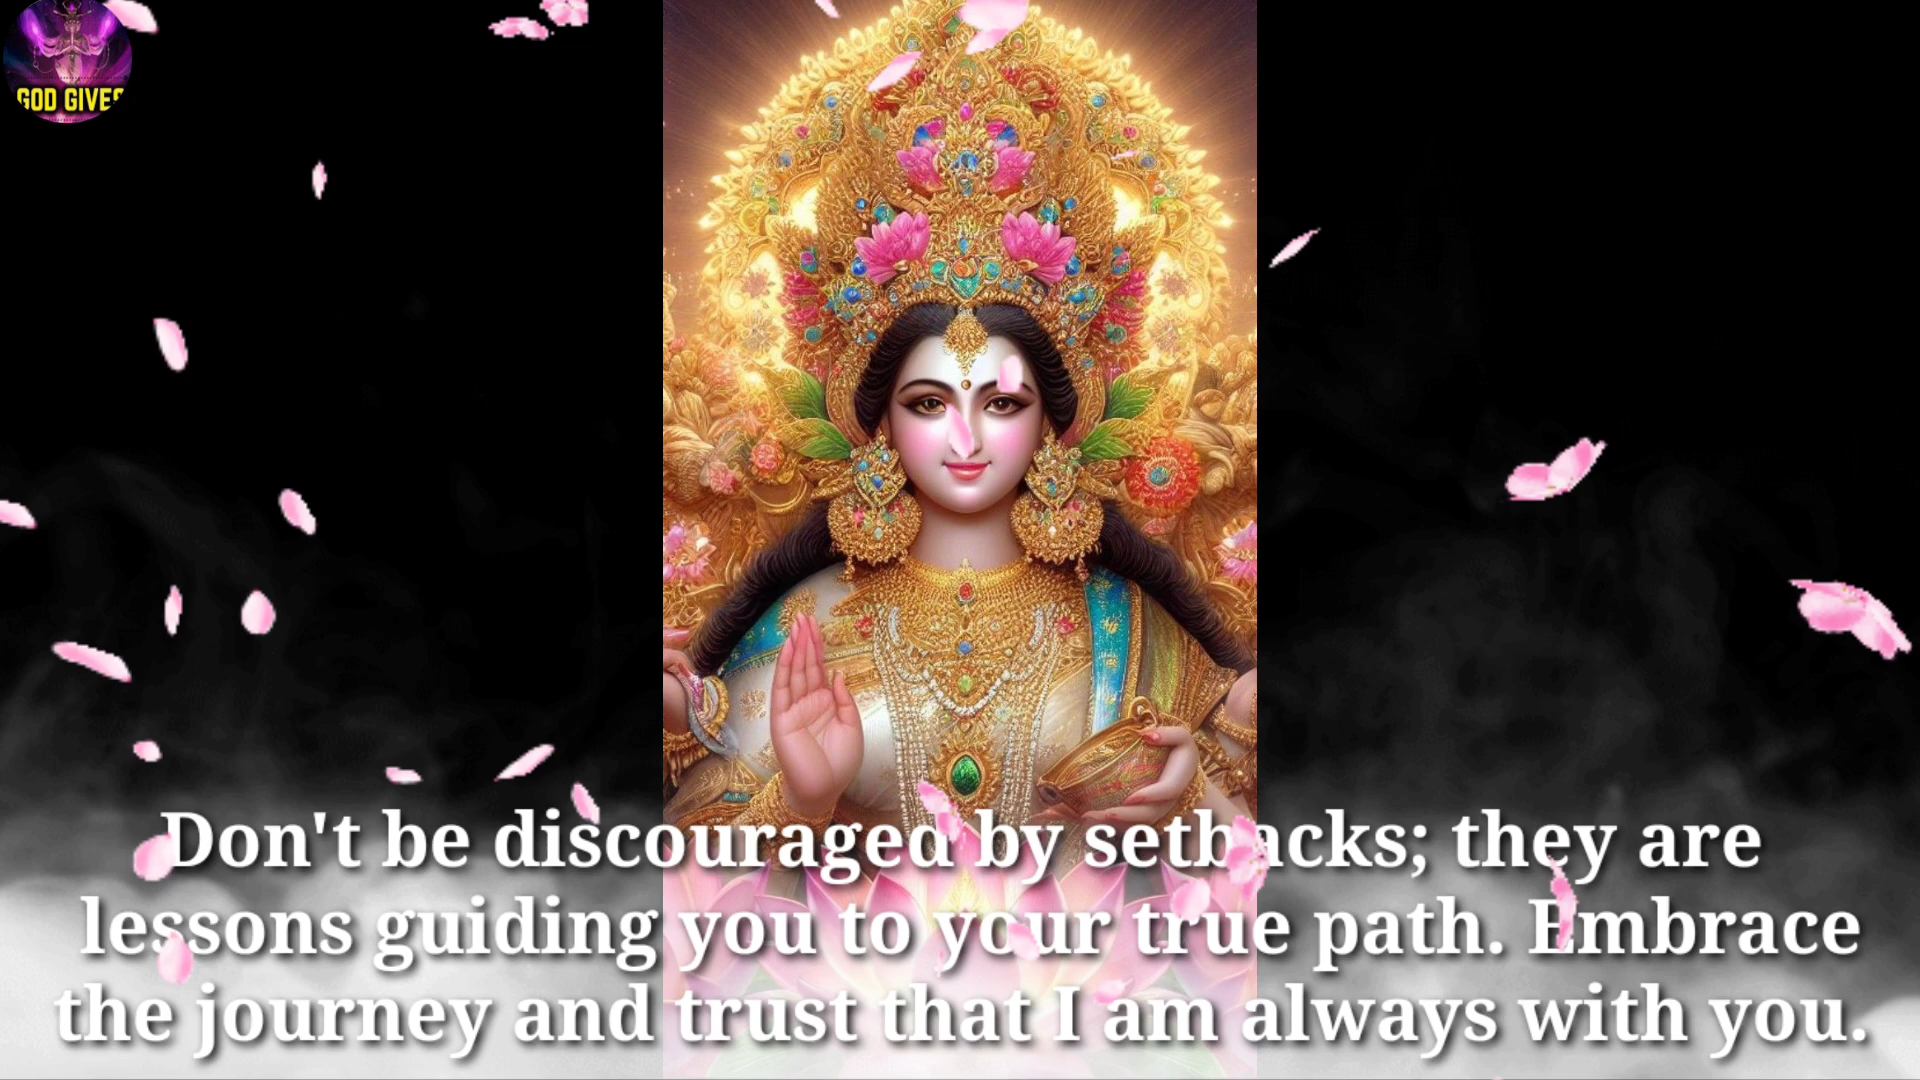 GOD GIVES
Don't be discouraged by setbacks; they are
lessons guiding you to your true path. Embrace
the journey and trust that I am always with you.